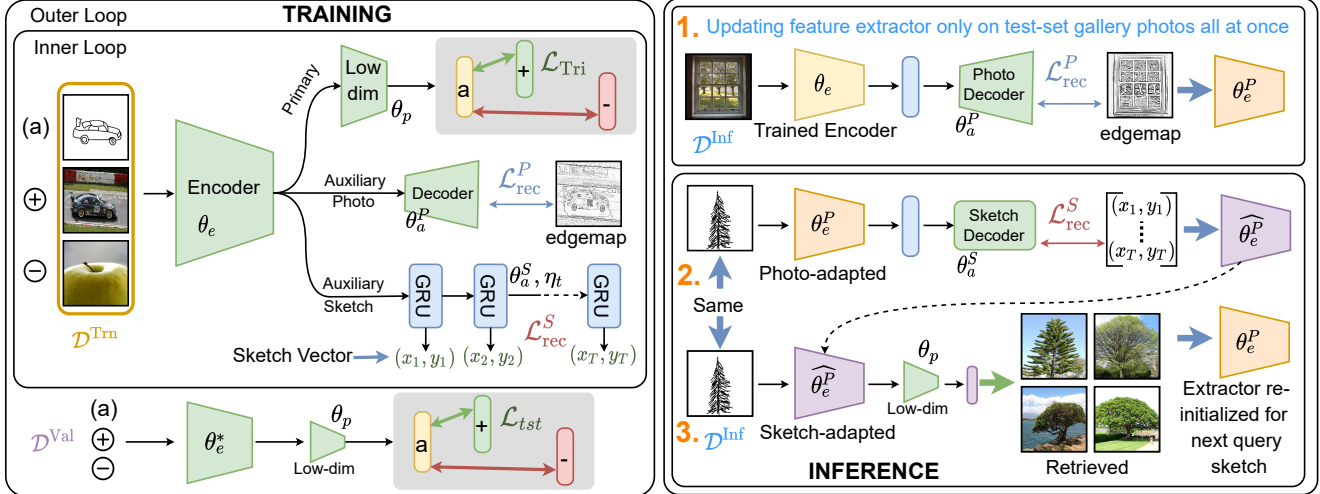 TRAINING
Outer Loop
Inner Loop
(a)
+
−
𝒟^Trn
Encoder
θ_e
Primary
Low
dim
θ_p
a
+
-
ℒ_Tri
Auxiliary
Photo
Decoder
θ_a^P
ℒ_rec^P
edgemap
Auxiliary
Sketch
GRU
GRU
θ_a^S, η_t
GRU
ℒ_rec^S
Sketch Vector
(x_1, y_1)
(x_2, y_2)
(x_T, y_T)
𝒟^Val
(a)
+
−
θ_e^*
θ_p
Low-dim
a
+
-
ℒ_tst
1. Updating feature extractor only on test-set gallery photos all at once
𝒟^Inf
θ_e
Trained Encoder
Photo
Decoder
θ_a^P
ℒ_rec^P
edgemap
θ_e^P
2.
θ_e^P
Photo-adapted
Sketch
Decoder
θ_a^S
ℒ_rec^S
(x_1, y_1)
⋮
(x_T, y_T)
\widehat{θ_e^P}
Same
3.
𝒟^Inf
\widehat{θ_e^P}
Sketch-adapted
θ_p
Low-dim
Retrieved
θ_e^P
Extractor re-
initialized for
next query
sketch
INFERENCE